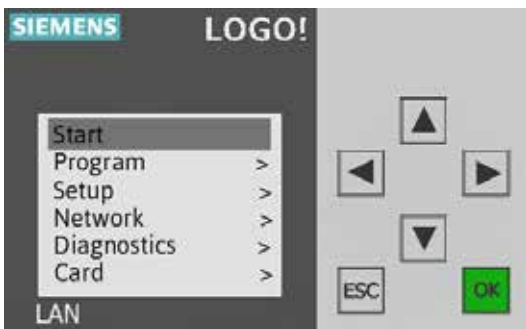 SIEMENS LOGO!
Start
Program >
Setup >
Network >
Diagnostics >
Card >
LAN
ESC OK